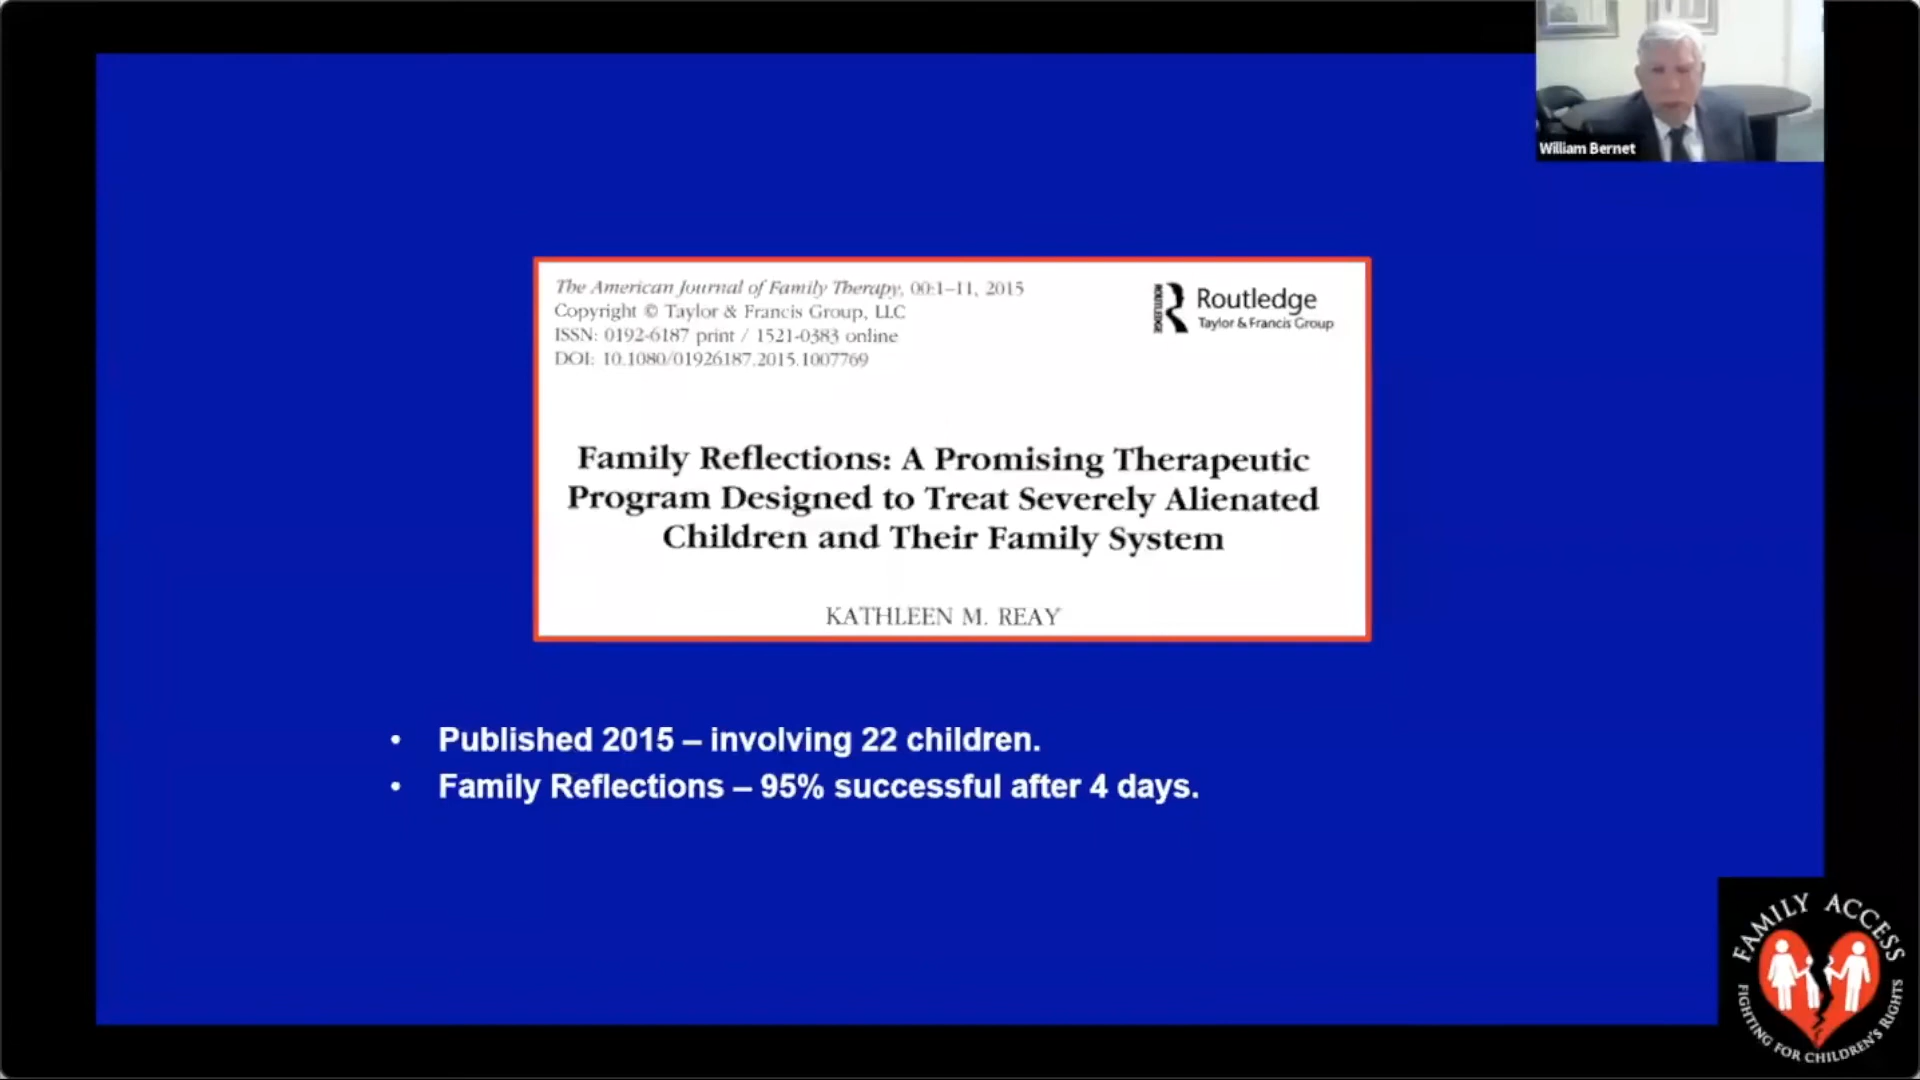 William Bernet
The American Journal of Family Therapy, 00:1–11, 2015
Copyright © Taylor & Francis Group, LLC
ISSN: 0192-6187 print / 1521-0383 online
DOI: 10.1080/01926187.2015.1007769
ROUTLEDGE
Routledge
Taylor & Francis Group
Family Reflections: A Promising Therapeutic
Program Designed to Treat Severely Alienated
Children and Their Family System
KATHLEEN M. REAY
• Published 2015 – involving 22 children.
• Family Reflections – 95% successful after 4 days.
FAMILY ACCESS
FIGHTING FOR CHILDREN'S RIGHTS